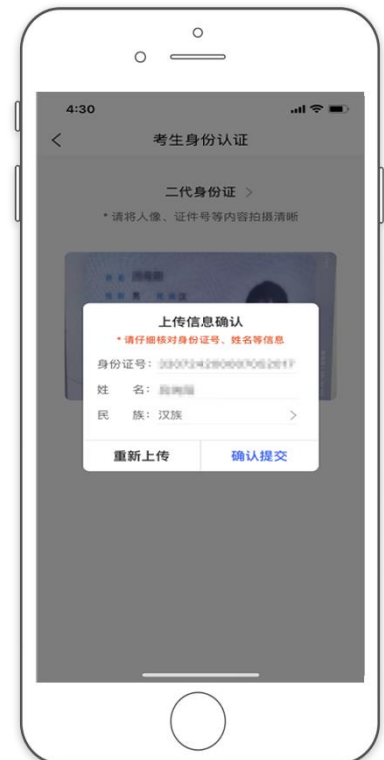 4:30
考生身份认证
二代身份证 >
* 请将人像、证件号等内容拍摄清晰
上传信息确认
* 请仔细核对身份证号、姓名等信息
身份证号:
姓 名:
民 族: 汉族 >
重新上传 确认提交